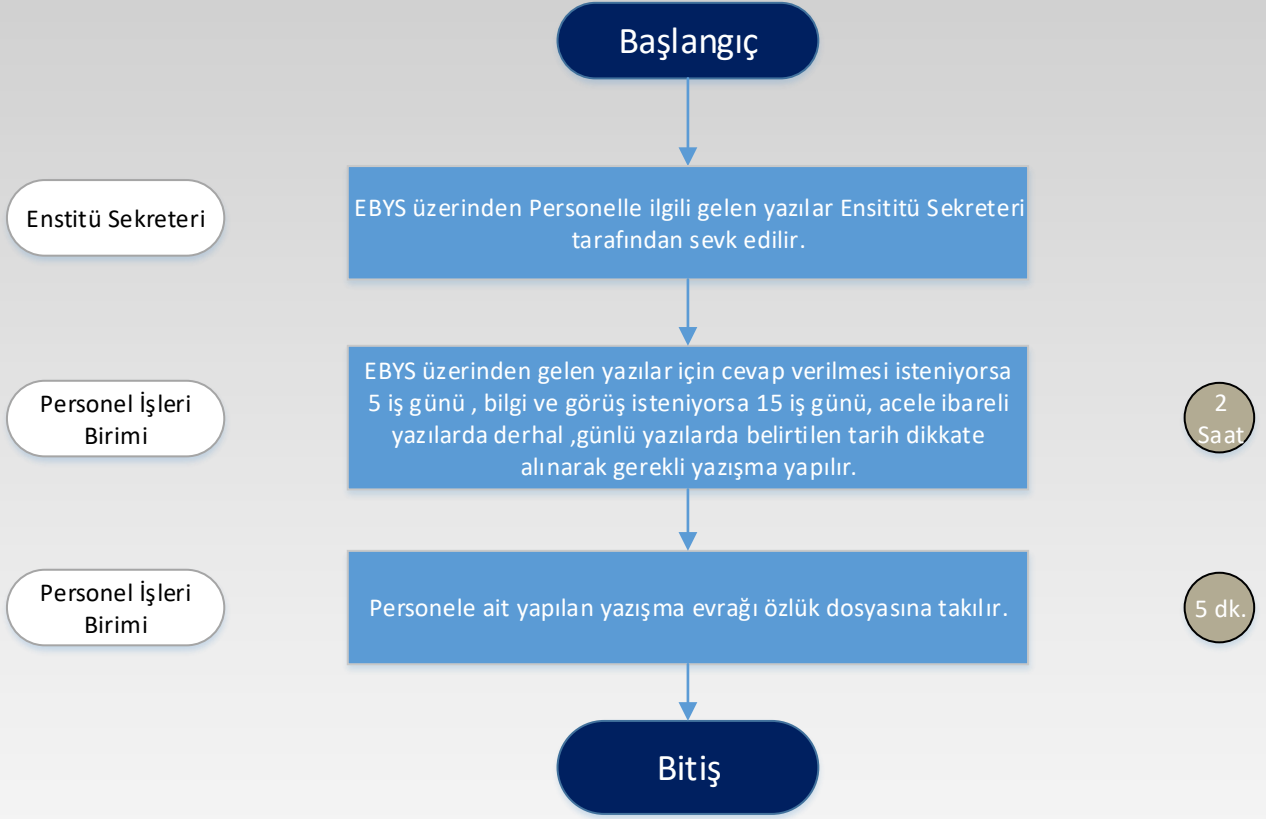 Başlangıç
Enstitü Sekreteri
EBYS üzerinden Personelle ilgili gelen yazılar Ensititü Sekreteri
tarafından sevk edilir.
Personel İşleri
Birimi
EBYS üzerinden gelen yazılar için cevap verilmesi isteniyorsa
5 iş günü , bilgi ve görüş isteniyorsa 15 iş günü, acele ibareli
yazılarda derhal ,günlü yazılarda belirtilen tarih dikkate
alınarak gerekli yazışma yapılır.
2
Saat
Personel İşleri
Birimi
Personele ait yapılan yazışma evrağı özlük dosyasına takılır.
5 dk.
Bitiş